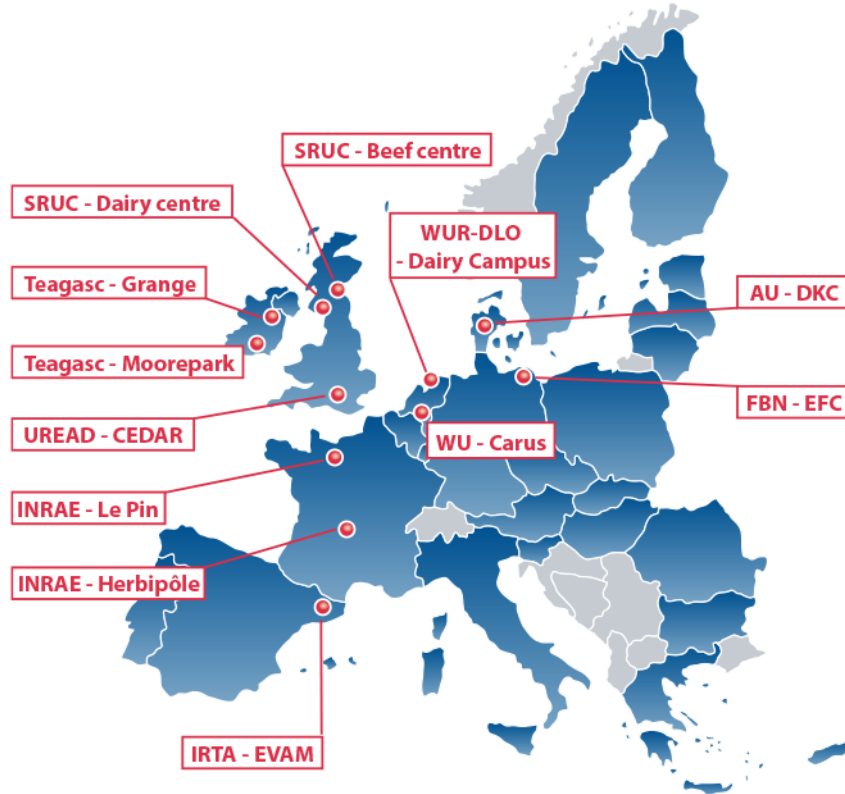 SRUC - Beef centre
SRUC - Dairy centre
WUR-DLO
- Dairy Campus
Teagasc - Grange
AU - DKC
Teagasc - Moorepark
FBN - EFC
UREAD - CEDAR
WU - Carus
INRAE - Le Pin
INRAE - Herbipôle
IRTA - EVAM